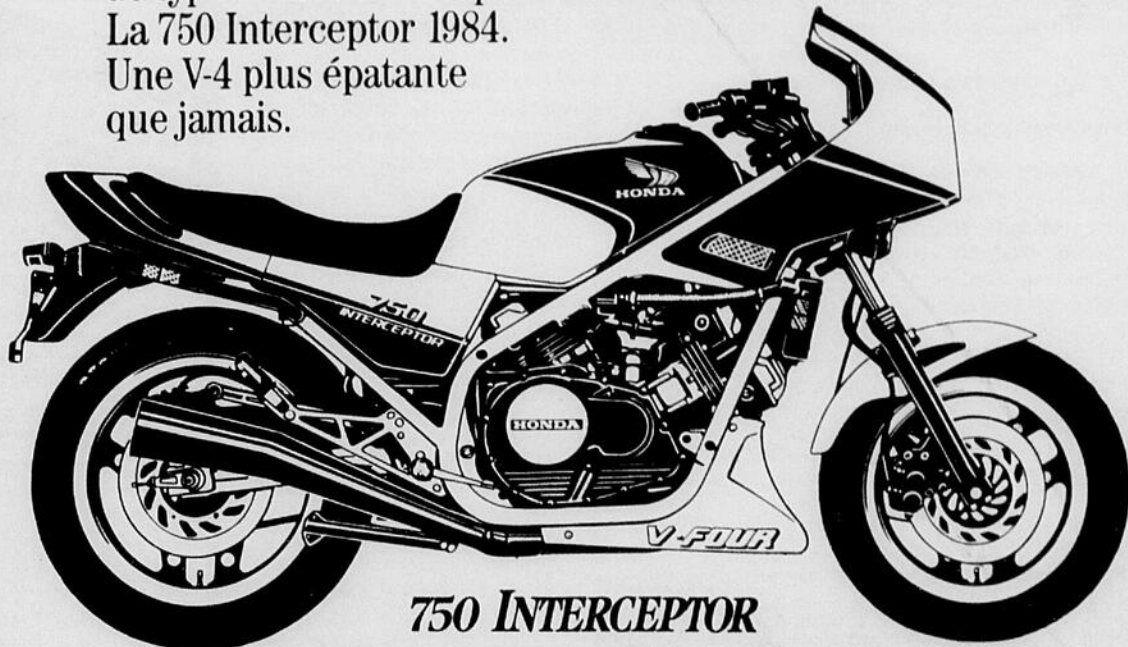 La 750 Interceptor 1984.
Une V-4 plus épatante
que jamais.
HONDA
750
INTERCEPTOR
HONDA
V-FOUR
750 INTERCEPTOR